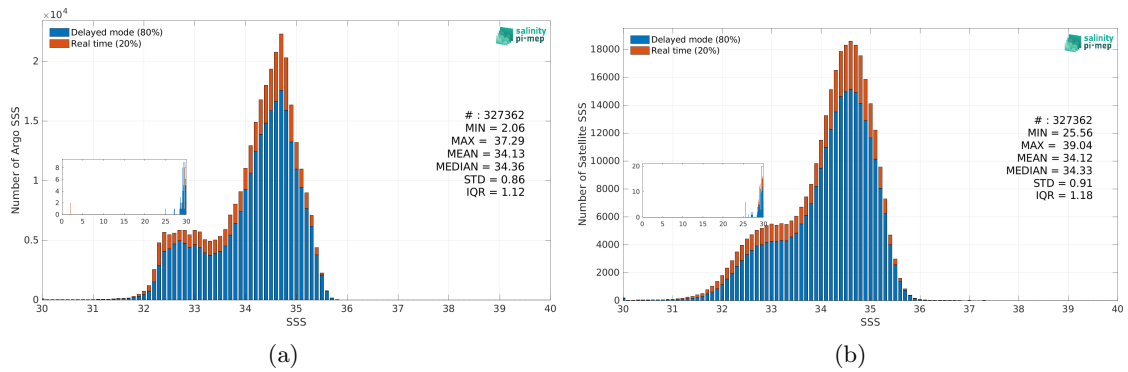 ×10⁴
Delayed mode (80%)
Real time (20%)
salinity
pi-mep
2
1.5
1
0.5
0
Number of Argo SSS
# : 327362
MIN = 2.06
MAX = 37.29
MEAN = 34.13
MEDIAN = 34.36
STD = 0.86
IQR = 1.12
8
6
4
2
0
0 5 10 15 20 25 30
30 31 32 33 34 35 36 37 38 39 40
SSS
(a)
Delayed mode (80%)
Real time (20%)
salinity
pi-mep
18000
16000
14000
12000
10000
8000
6000
4000
2000
0
Number of Satellite SSS
# : 327362
MIN = 25.56
MAX = 39.04
MEAN = 34.12
MEDIAN = 34.33
STD = 0.91
IQR = 1.18
20
10
0
0 5 10 15 20 25 30
30 31 32 33 34 35 36 37 38 39 40
SSS
(b)